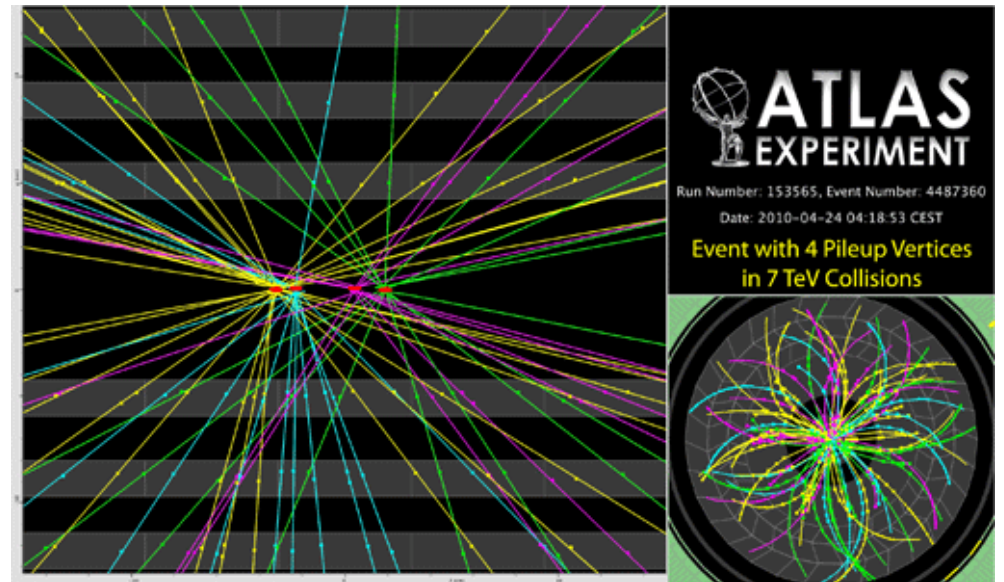 ATLAS
EXPERIMENT
Run Number: 153565, Event Number: 4487360
Date: 2010-04-24 04:18:53 CEST
Event with 4 Pileup Vertices
in 7 TeV Collisions